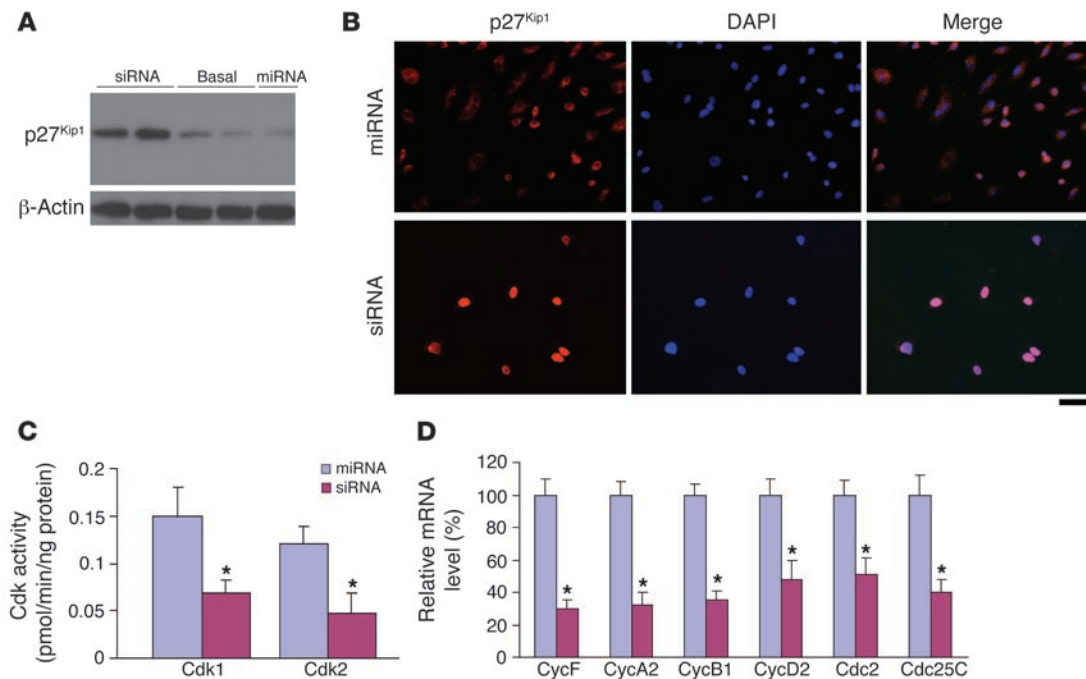 A
siRNA Basal miRNA
p27Kip1
β-Actin
B
p27Kip1 DAPI Merge
miRNA
siRNA
C
Cdk activity
(pmol/min/ng protein)
0.2
0.15
0.1
0.05
0
miRNA
siRNA
*
*
Cdk1 Cdk2
D
Relative mRNA
level (%)
120
100
80
60
40
20
0
* * * * * *
CycF CycA2 CycB1 CycD2 Cdc2 Cdc25C